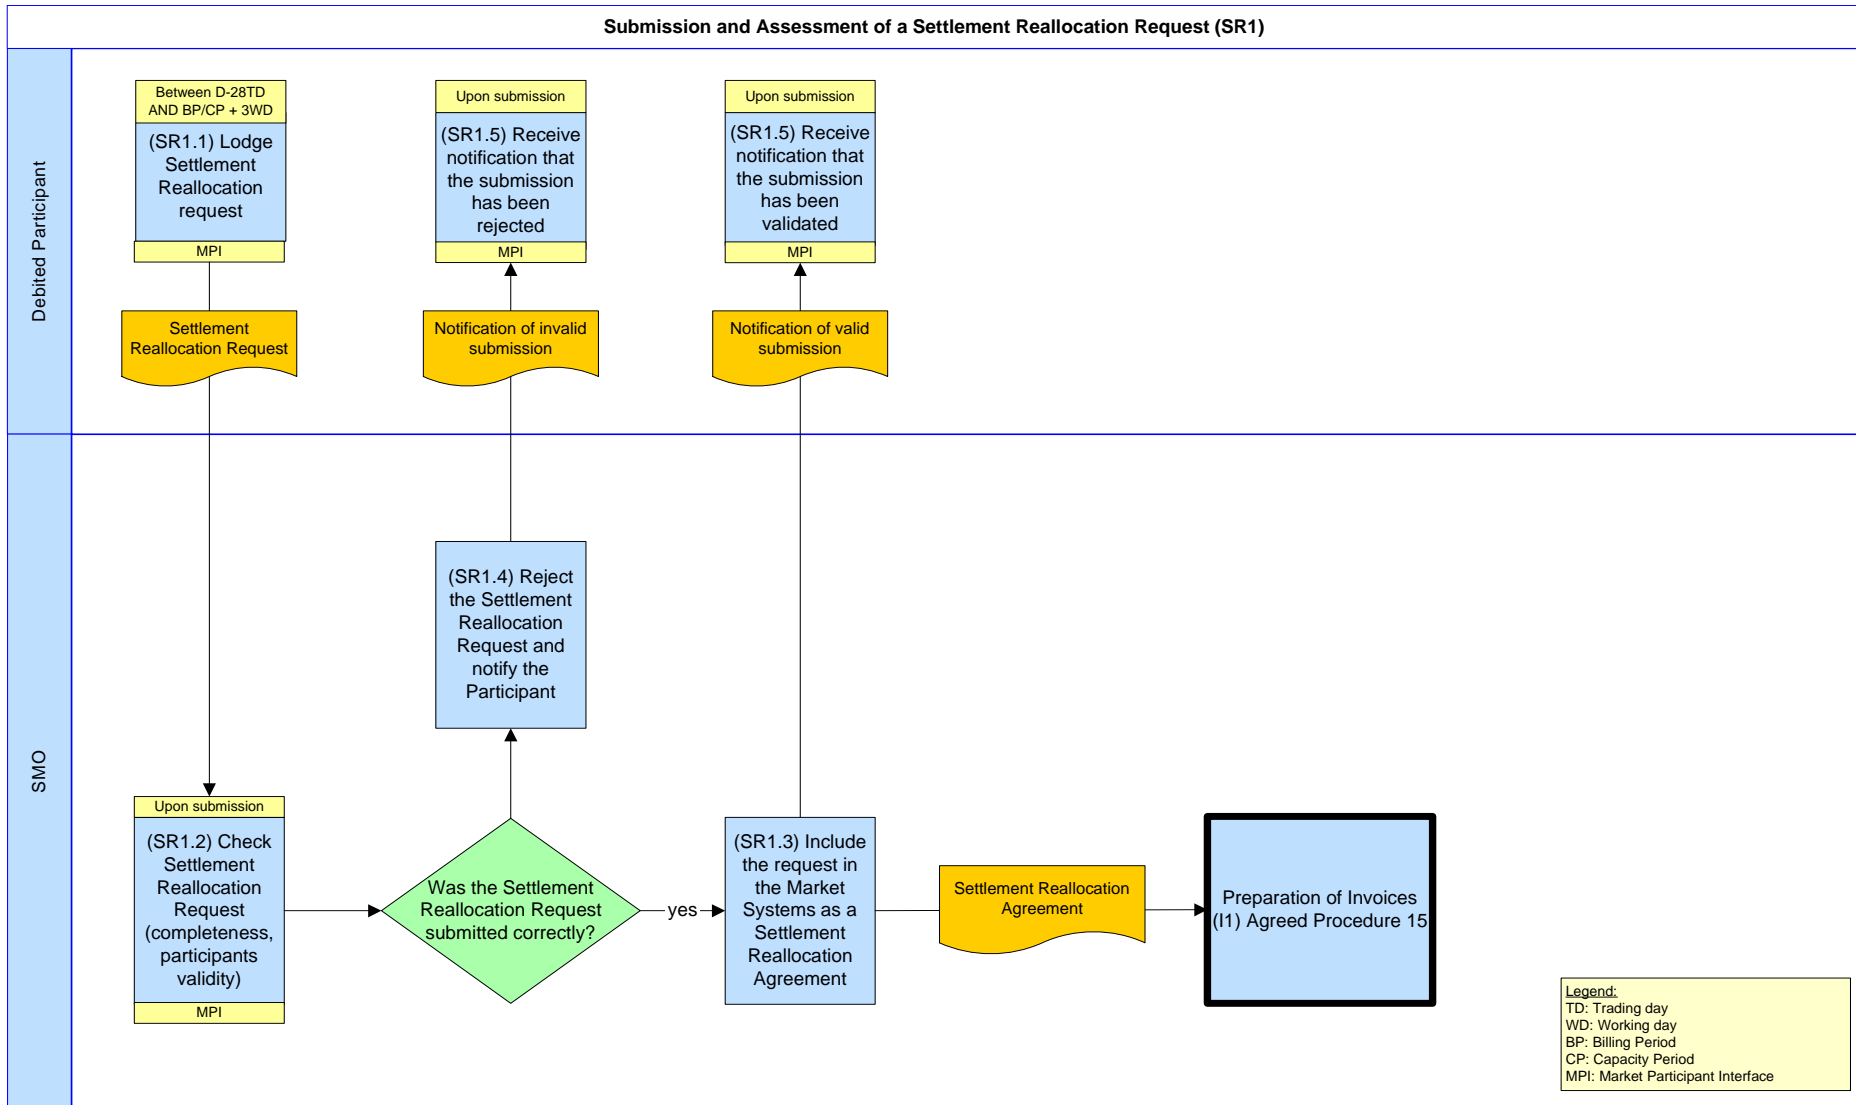 Submission and Assessment of a Settlement Reallocation Request (SR1)
Debited Participant
Between D-28TD
AND BP/CP + 3WD
(SR1.1) Lodge
Settlement
Reallocation
request
MPI
Upon submission
(SR1.5) Receive
notification that
the submission
has been
rejected
MPI
Upon submission
(SR1.5) Receive
notification that
the submission
has been
validated
MPI
Settlement
Reallocation Request
Notification of invalid
submission
Notification of valid
submission
SMO
(SR1.4) Reject
the Settlement
Reallocation
Request and
notify the
Participant
Upon submission
(SR1.2) Check
Settlement
Reallocation
Request
(completeness,
participants
validity)
MPI
Was the Settlement
Reallocation Request
submitted correctly?
yes
(SR1.3) Include
the request in
the Market
Systems as a
Settlement
Reallocation
Agreement
Settlement Reallocation
Agreement
Preparation of Invoices
(I1) Agreed Procedure 15
Legend:
TD: Trading day
WD: Working day
BP: Billing Period
CP: Capacity Period
MPI: Market Participant Interface